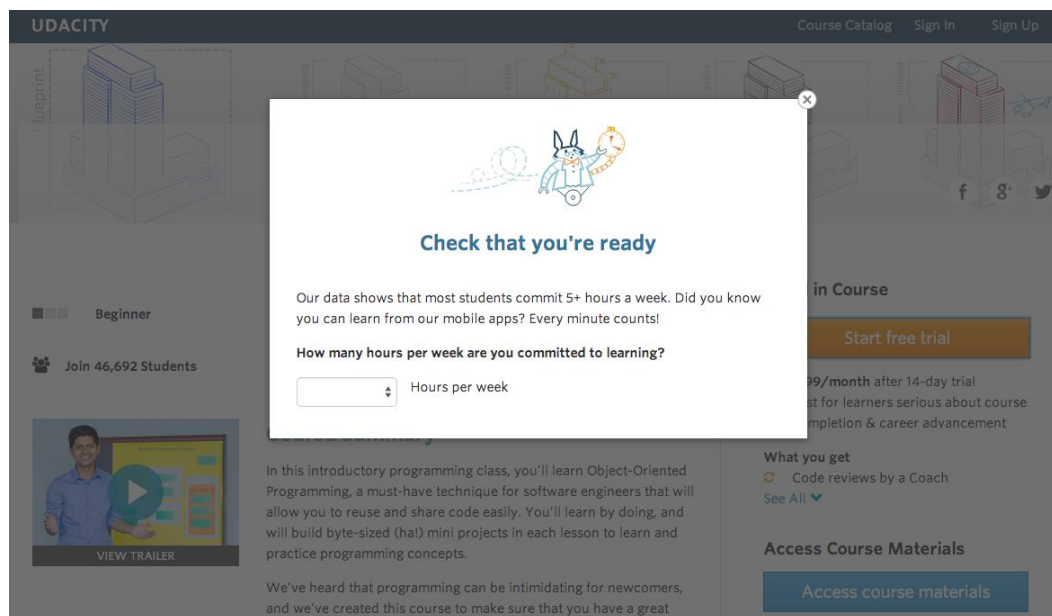 UDACITY
Course Catalog Sign In Sign Up
blueprint
Check that you're ready
Our data shows that most students commit 5+ hours a week. Did you know
you can learn from our mobile apps? Every minute counts!
How many hours per week are you committed to learning?
Hours per week
Beginner
Join 46,692 Students
VIEW TRAILER
Course Summary
In this introductory programming class, you'll learn Object-Oriented
Programming, a must-have technique for software engineers that will
allow you to reuse and share code easily. You'll learn by doing, and
will build byte-sized (ha!) mini projects in each lesson to learn and
practice programming concepts.
We've heard that programming can be intimidating for newcomers,
and we've created this course to make sure that you have a great
in Course
Start free trial
99/month after 14-day trial
for learners serious about course
completion & career advancement
What you get
Code reviews by a Coach
See All
Access Course Materials
Access course materials